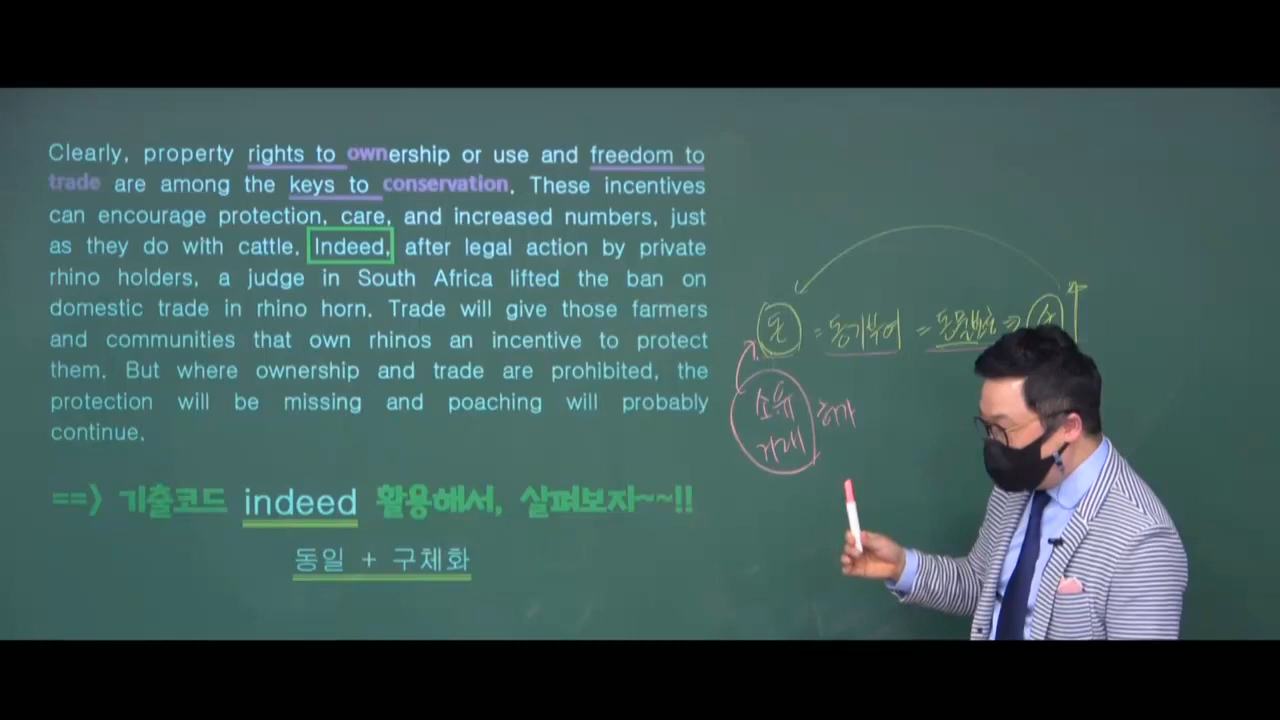 Clearly, property rights to ownership or use and freedom to
trade are among the keys to conservation. These incentives
can encourage protection, care, and increased numbers, just
as they do with cattle. Indeed, after legal action by private
rhino holders, a judge in South Africa lifted the ban on
domestic trade in rhino horn. Trade will give those farmers
and communities that own rhinos an incentive to protect
them. But where ownership and trade are prohibited, the
protection will be missing and poaching will probably
continue.
==> 기출코드 indeed 활용해서, 살펴보자~~!!
동일 + 구체화
돈 = 동기부여 =
소유 허가
거래